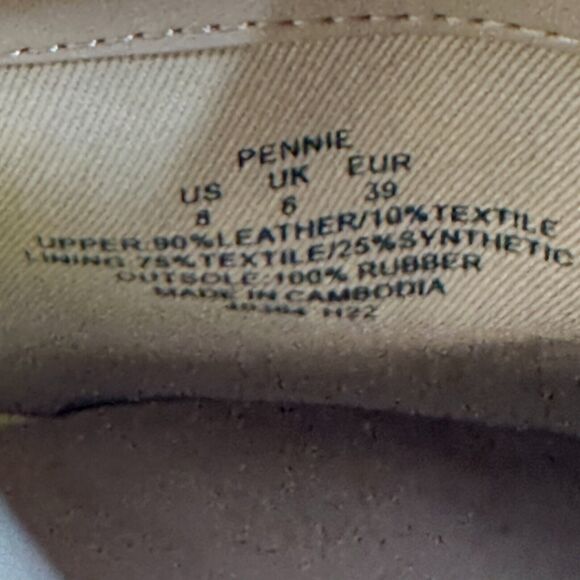 PENNIE
US UK EUR
8 6 39
UPPER:90%LEATHER/10%TEXTILE
LINING:75%TEXTILE/25%SYNTHETIC
OUTSOLE:100% RUBBER
MADE IN CAMBODIA
H22